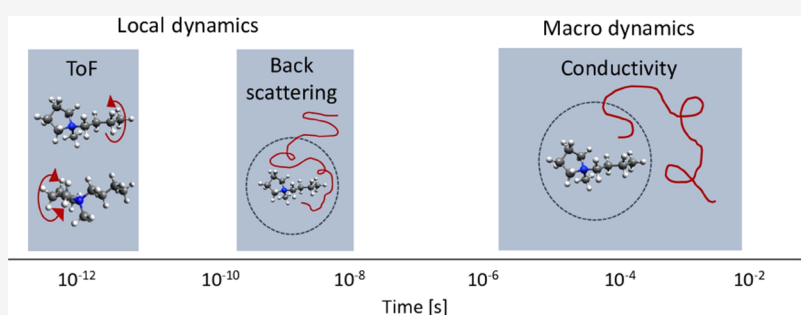 Local dynamics
Macro dynamics
ToF
Back
scattering
Conductivity
10-12
10-10
10-8
10-6
10-4
10-2
Time [s]